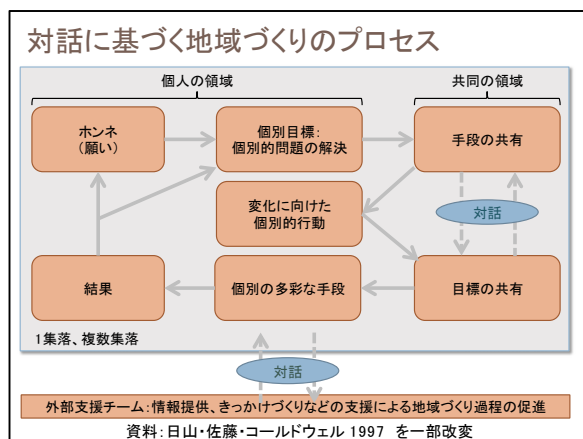 対話に基づく地域づくりのプロセス
個人の領域
共同の領域
ホンネ
(願い)
個別目標:
個別的問題の解決
手段の共有
変化に向けた
個別的行動
対話
結果
個別の多彩な手段
目標の共有
1集落、複数集落
対話
外部支援チーム:情報提供、きっかけづくりなどの支援による地域づくり過程の促進
資料:日山・佐藤・コールドウェル 1997 を一部改変